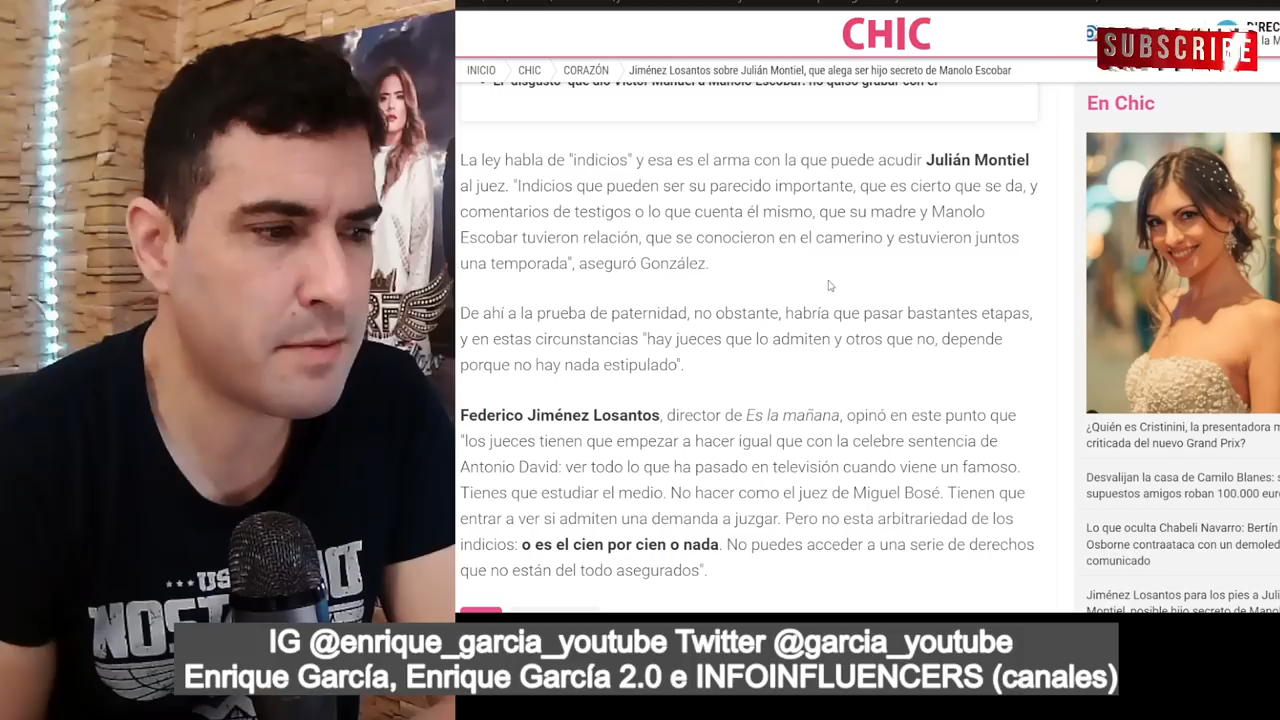 CHIC
DIREC
la M
SUBSCRIBE
INICIO
CHIC
CORAZÓN
Jiménez Losantos sobre Julián Montiel, que alega ser hijo secreto de Manolo Escobar
El "disgusto" que dio Víctor Manuel a Manolo Escobar: no quiso grabar con él
En Chic
La ley habla de "indicios" y esa es el arma con la que puede acudir Julián Montiel
al juez. "Indicios que pueden ser su parecido importante, que es cierto que se da, y
comentarios de testigos o lo que cuenta él mismo, que su madre y Manolo
Escobar tuvieron relación, que se conocieron en el camerino y estuvieron juntos
una temporada", aseguró González.
De ahí a la prueba de paternidad, no obstante, habría que pasar bastantes etapas,
y en estas circunstancias "hay jueces que lo admiten y otros que no, depende
porque no hay nada estipulado".
Federico Jiménez Losantos, director de Es la mañana, opinó en este punto que
"los jueces tienen que empezar a hacer igual que con la celebre sentencia de
Antonio David: ver todo lo que ha pasado en televisión cuando viene un famoso.
Tienes que estudiar el medio. No hacer como el juez de Miguel Bosé. Tienen que
entrar a ver si admiten una demanda a juzgar. Pero no esta arbitrariedad de los
indicios: o es el cien por cien o nada. No puedes acceder a una serie de derechos
que no están del todo asegurados".
¿Quién es Cristinini, la presentadora m
criticada del nuevo Grand Prix?
Desvalijan la casa de Camilo Blanes: s
supuestos amigos roban 100.000 euro
Lo que oculta Chabeli Navarro: Bertín
Osborne contraataca con un demoled
comunicado
Jiménez Losantos para los pies a Juli
Montiel, posible hijo secreto de Mano
IG @enrique_garcia_youtube Twitter @garcia_youtube
Enrique García, Enrique García 2.0 e INFOINFLUENCERS (canales)